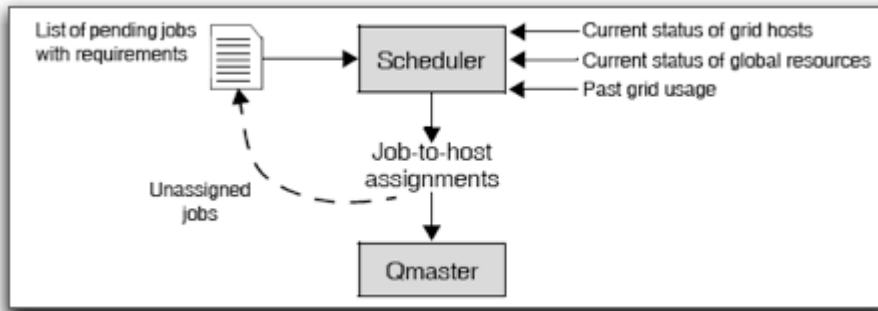 List of pending jobs
with requirements
Scheduler
Current status of grid hosts
Current status of global resources
Past grid usage
Job-to-host
assignments
Unassigned
jobs
Qmaster